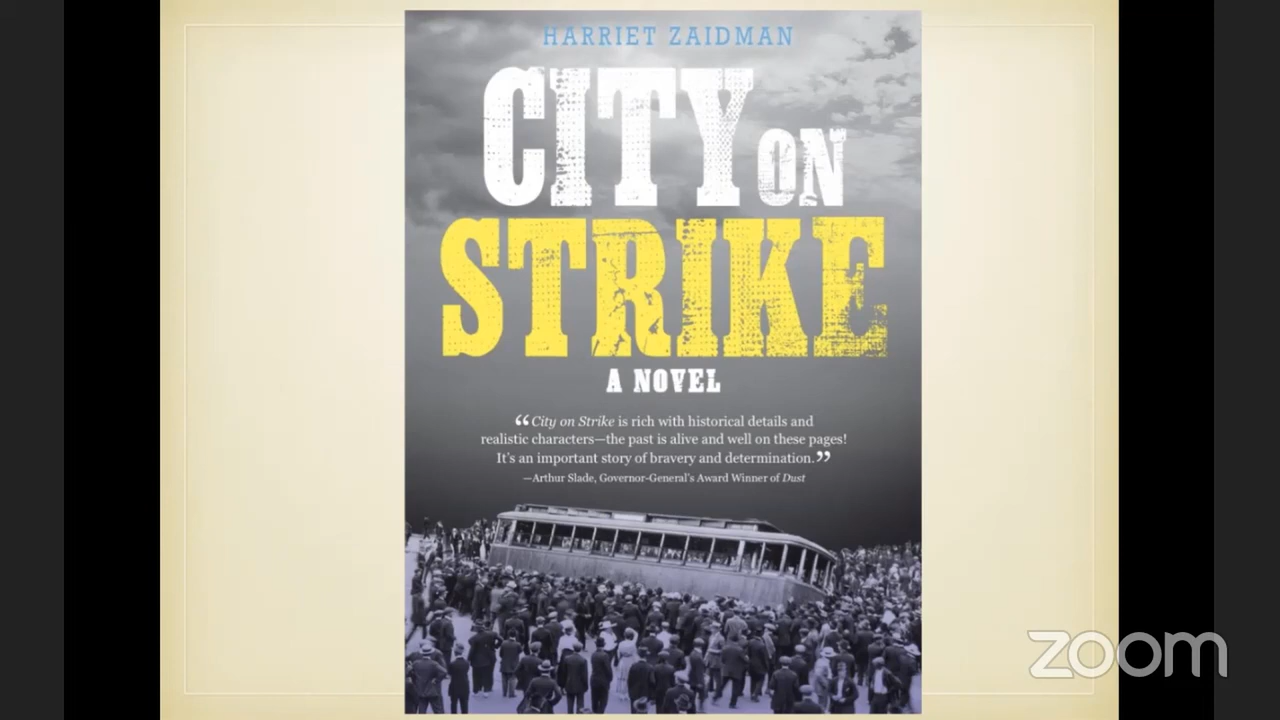 HARRIET ZAIDMAN
CITY ON
STRIKE
A NOVEL
“City on Strike is rich with historical details and
realistic characters—the past is alive and well on these pages!
It’s an important story of bravery and determination.”
—Arthur Slade, Governor-General’s Award Winner of Dust
zoom